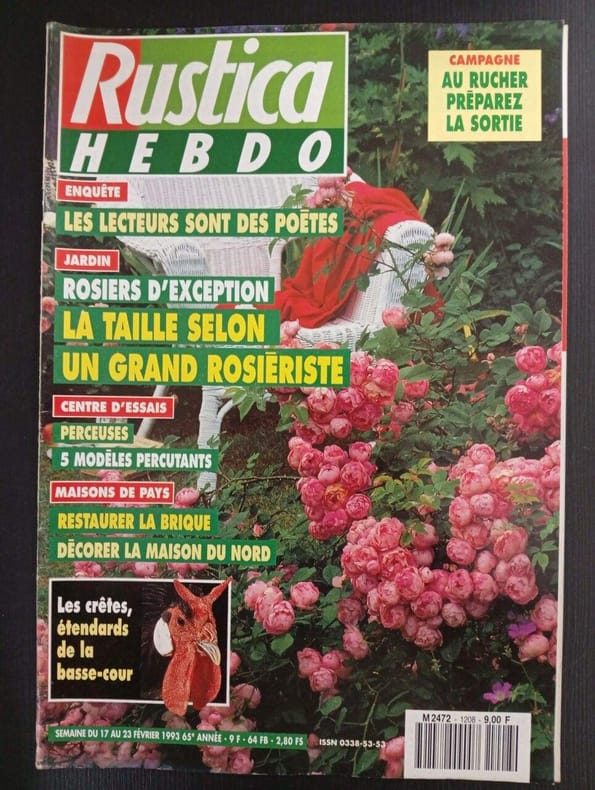 Rustica
HEBDO
CAMPAGNE
AU RUCHER
PRÉPAREZ
LA SORTIE
ENQUÊTE
LES LECTEURS SONT DES POËTES
JARDIN
ROSIERS D'EXCEPTION
LA TAILLE SELON
UN GRAND ROSIÉRISTE
CENTRE D'ESSAIS
PERCEUSES
5 MODÈLES PERCUTANTS
MAISONS DE PAYS
RESTAURER LA BRIQUE
DÉCORER LA MAISON DU NORD
Les crêtes,
étendards
de la
basse-cour
SEMAINE DU 17 AU 23 FÉVRIER 1993 65e ANNÉE - 9 F - 64 FB - 2,80 FS
ISSN 0338-53-53
M 2472 - 1208 - 9,00 F